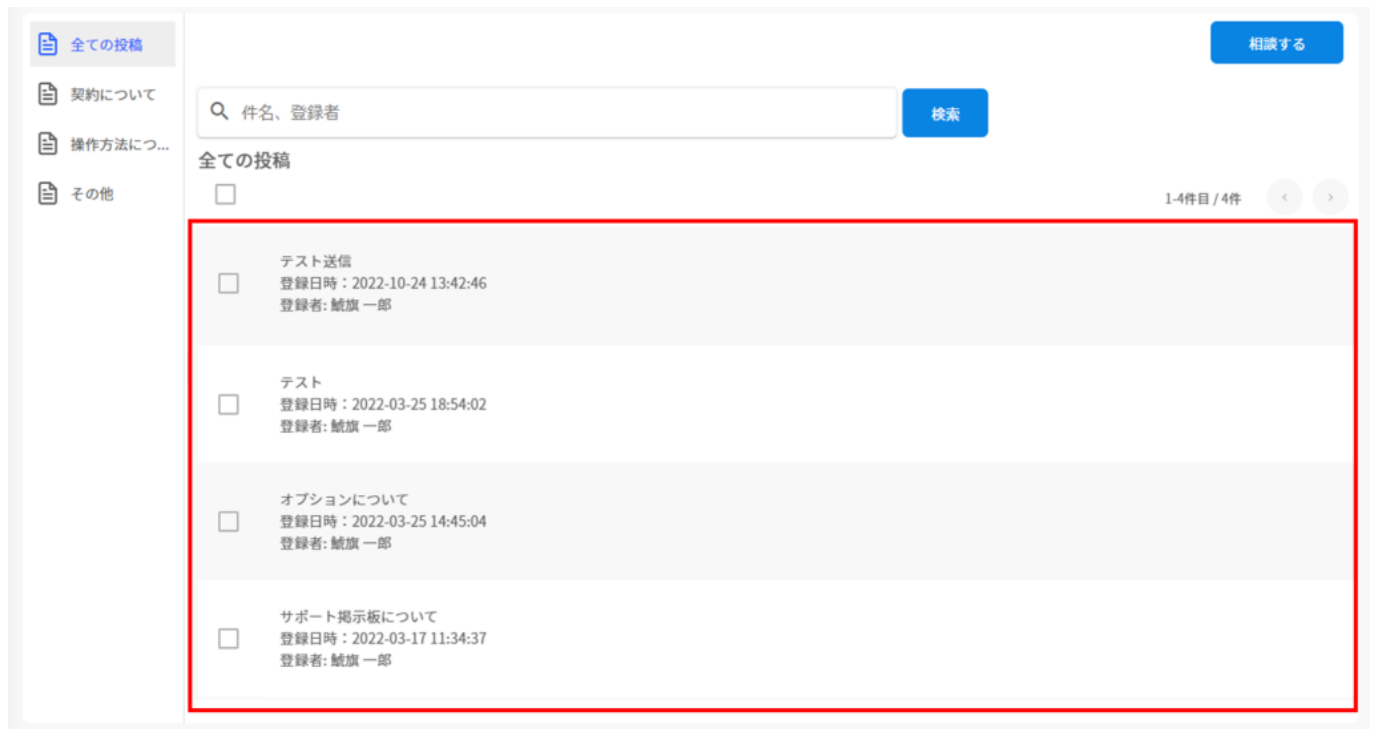 全ての投稿
契約について
操作方法につ...
その他
相談する
件名、登録者
検索
全ての投稿
1-4件目 / 4件
テスト送信
登録日時：2022-10-24 13:42:46
登録者: 鯱旗 一郎
テスト
登録日時：2022-03-25 18:54:02
登録者: 鯱旗 一郎
オプションについて
登録日時：2022-03-25 14:45:04
登録者: 鯱旗 一郎
サポート掲示板について
登録日時：2022-03-17 11:34:37
登録者: 鯱旗 一郎